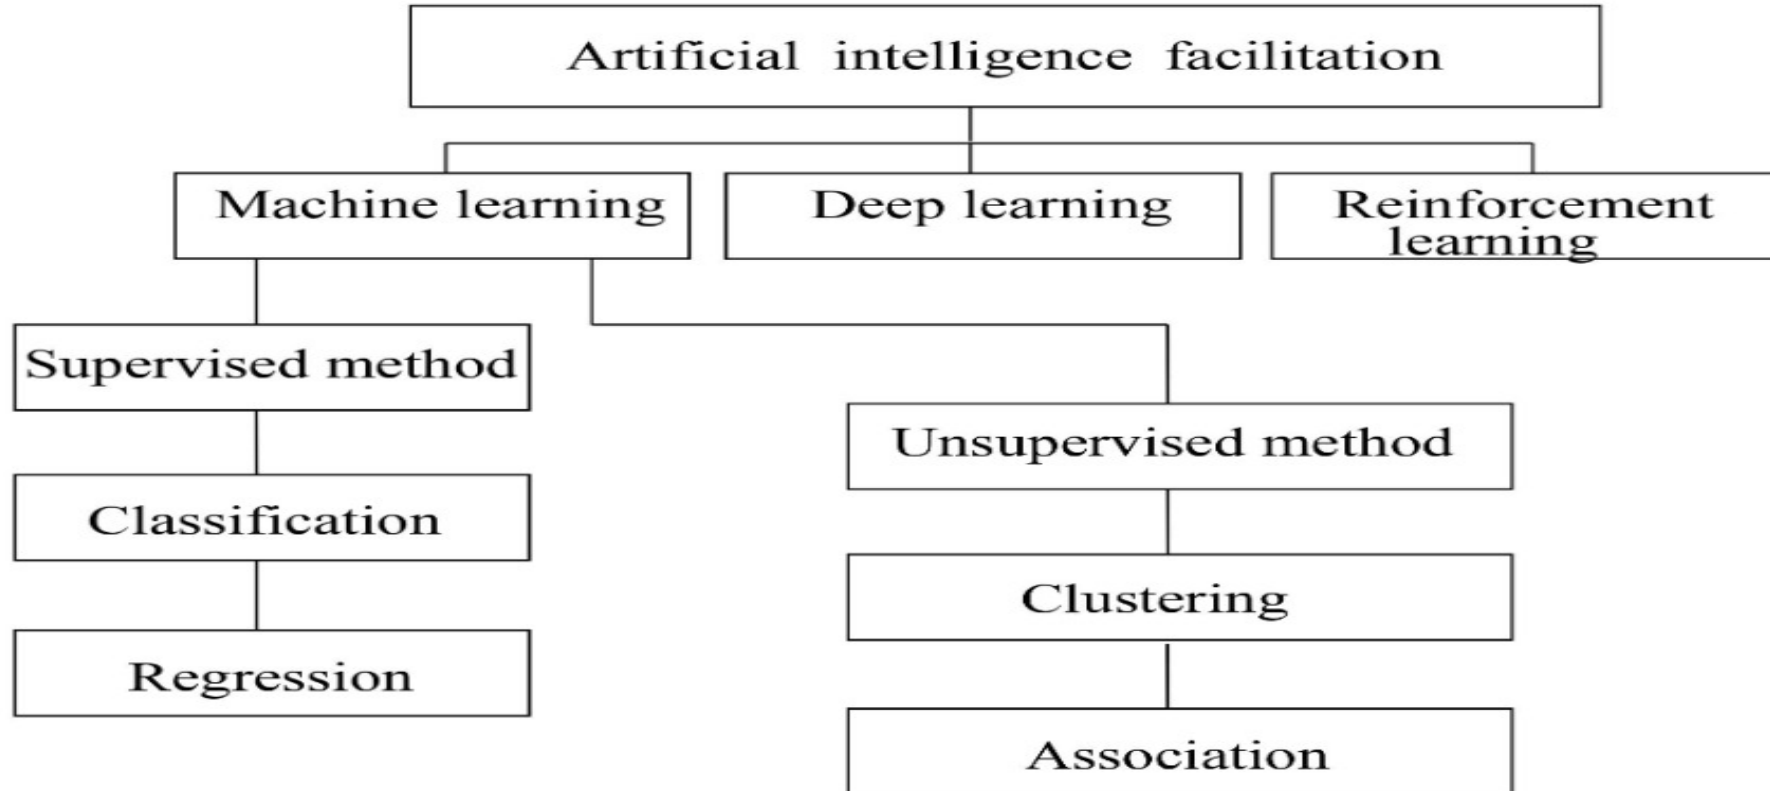 Artificial intelligence facilitation
Machine learning
Deep learning
Reinforcement
learning
Supervised method
Unsupervised method
Classification
Clustering
Regression
Association